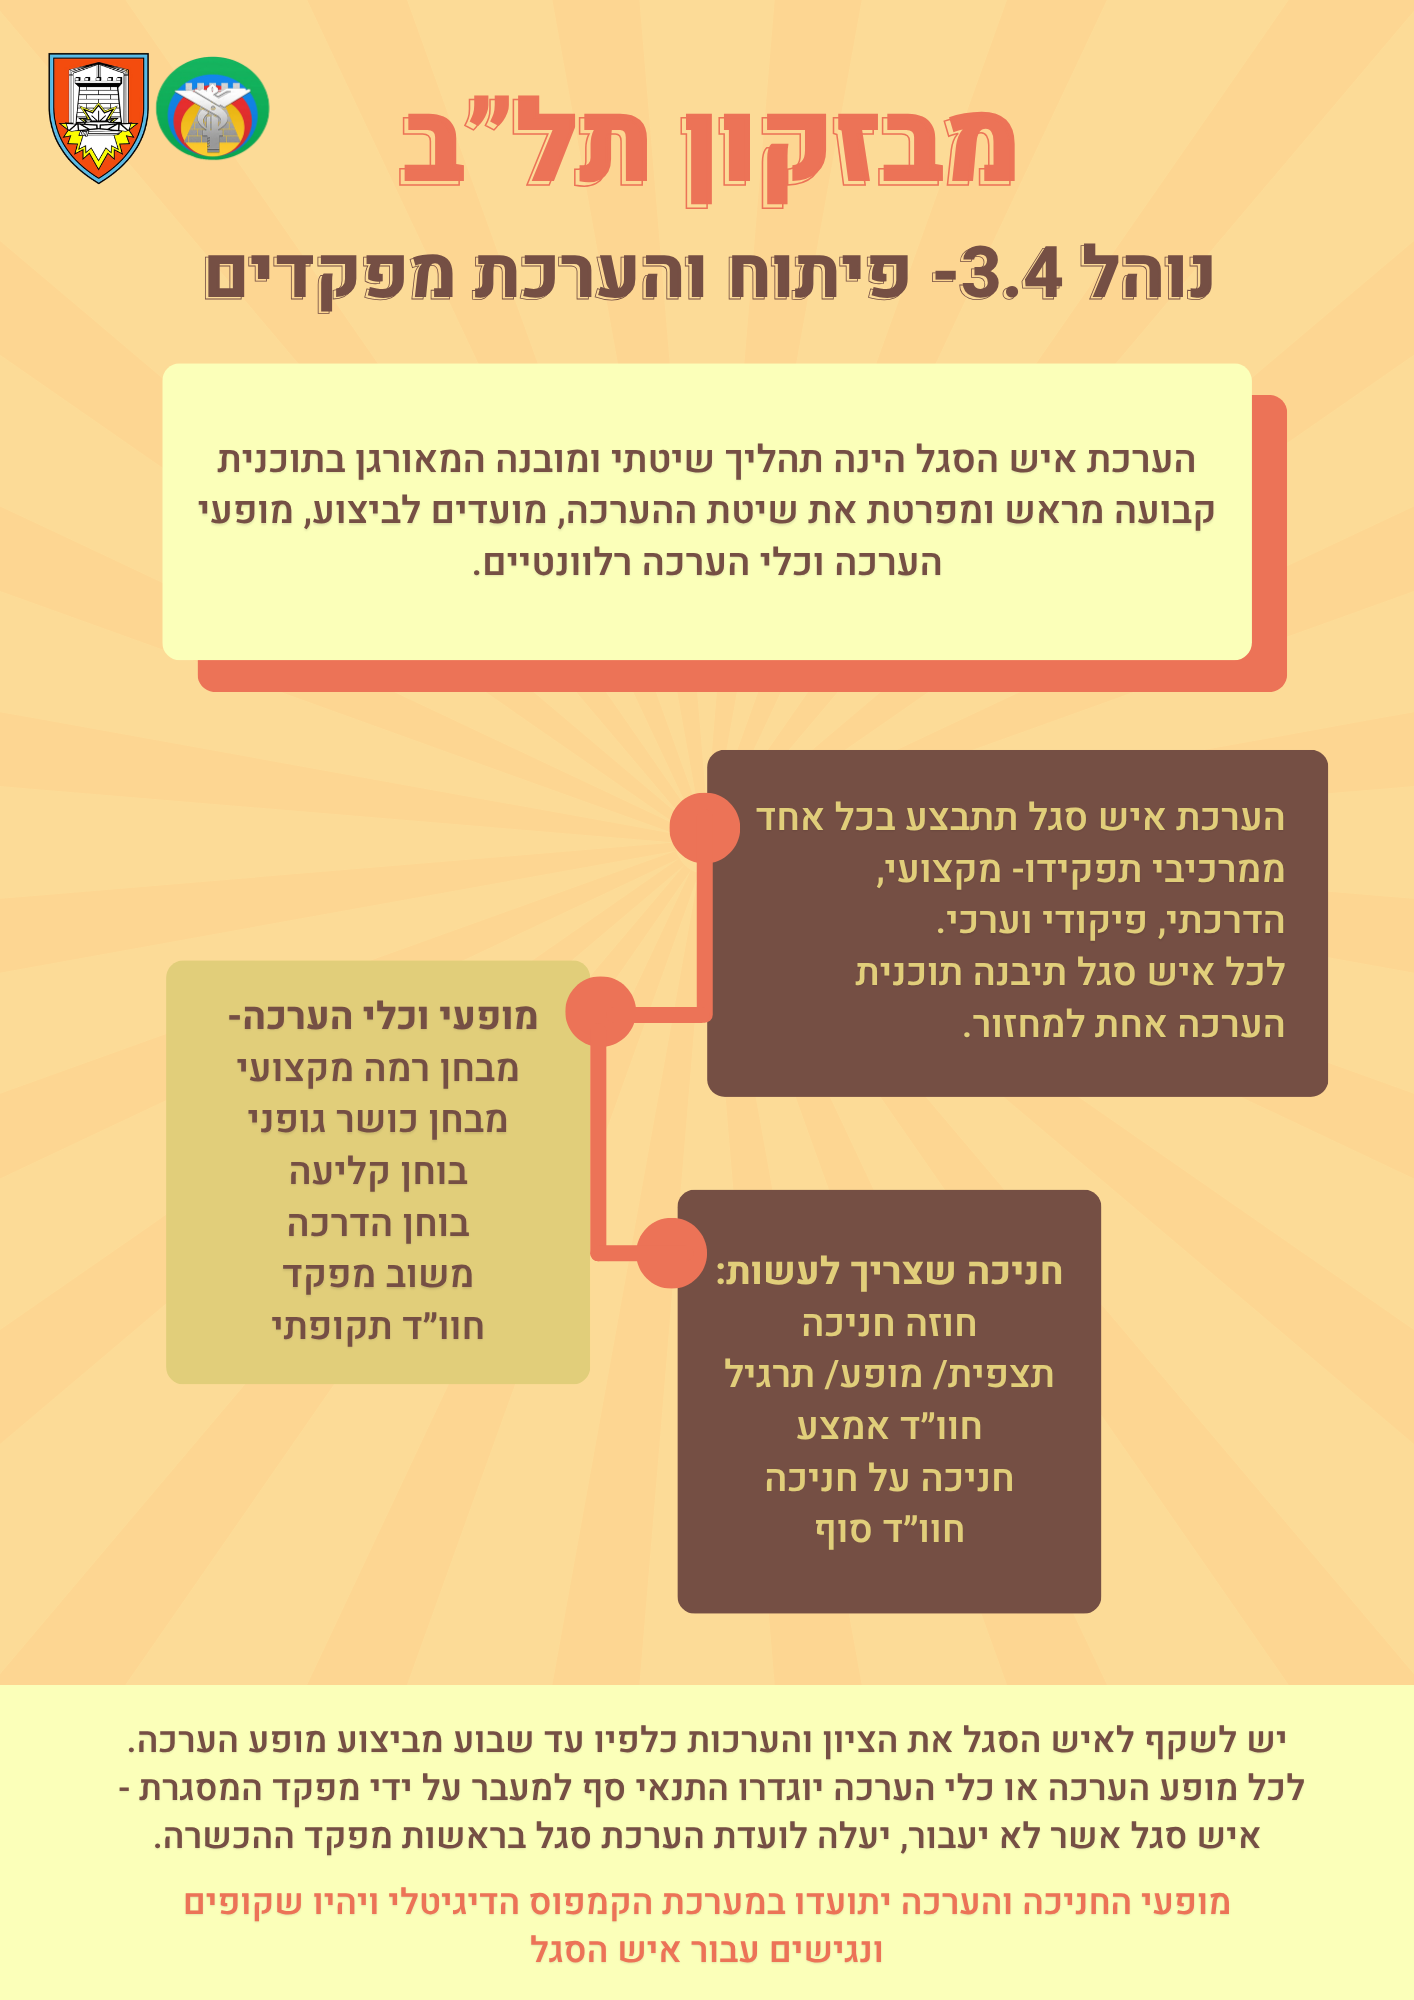 מבזקון תל״ב
נוהל 3.4- פיתוח והערכת מפקדים
הערכת איש הסגל הינה תהליך שיטתי ומובנה המאורגן בתוכנית
קבועה מראש ומפרטת את שיטת ההערכה, מועדים לביצוע, מופעי
הערכה וכלי הערכה רלוונטיים.
הערכת איש סגל תתבצע בכל אחד
ממרכיבי תפקידו- מקצועי,
הדרכתי, פיקודי וערכי.
לכל איש סגל תיבנה תוכנית
הערכה אחת למחזור.
מופעי וכלי הערכה-
מבחן רמה מקצועי
מבחן כושר גופני
בוחן קליעה
בוחן הדרכה
משוב מפקד
חוו״ד תקופתי
חניכה שצריך לעשות:
חוזה חניכה
תצפית/ מופע/ תרגיל
חוו״ד אמצע
חניכה על חניכה
חוו״ד סוף
יש לשקף לאיש הסגל את הציון והערכות כלפיו עד שבוע מביצוע מופע הערכה.
לכל מופע הערכה או כלי הערכה יוגדרו התנאי סף למעבר על ידי מפקד המסגרת -
איש סגל אשר לא יעבור, יעלה לועדת הערכת סגל בראשות מפקד ההכשרה.
מופעי החניכה והערכה יתועדו במערכת הקמפוס הדיגיטלי ויהיו שקופים
ונגישים עבור איש הסגל